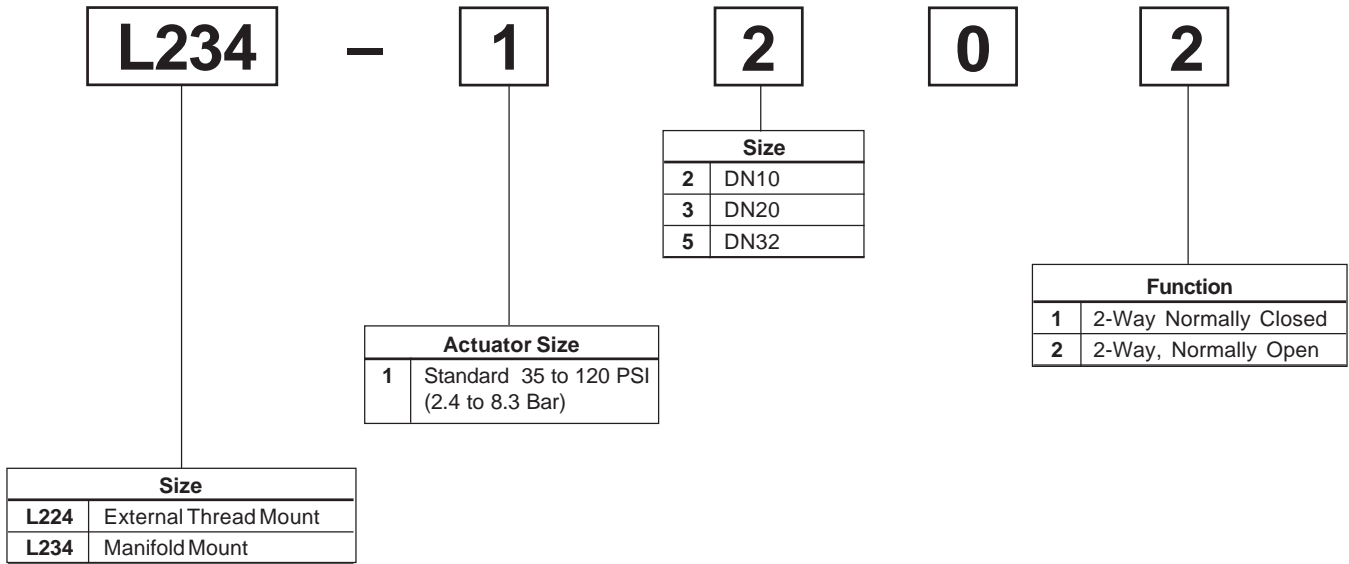 L234 – 1 2 0 2
Size
2 DN10
3 DN20
5 DN32
Function
1 2-Way Normally Closed
2 2-Way, Normally Open
Actuator Size
1 Standard 35 to 120 PSI
(2.4 to 8.3 Bar)
Size
L224 External Thread Mount
L234 Manifold Mount